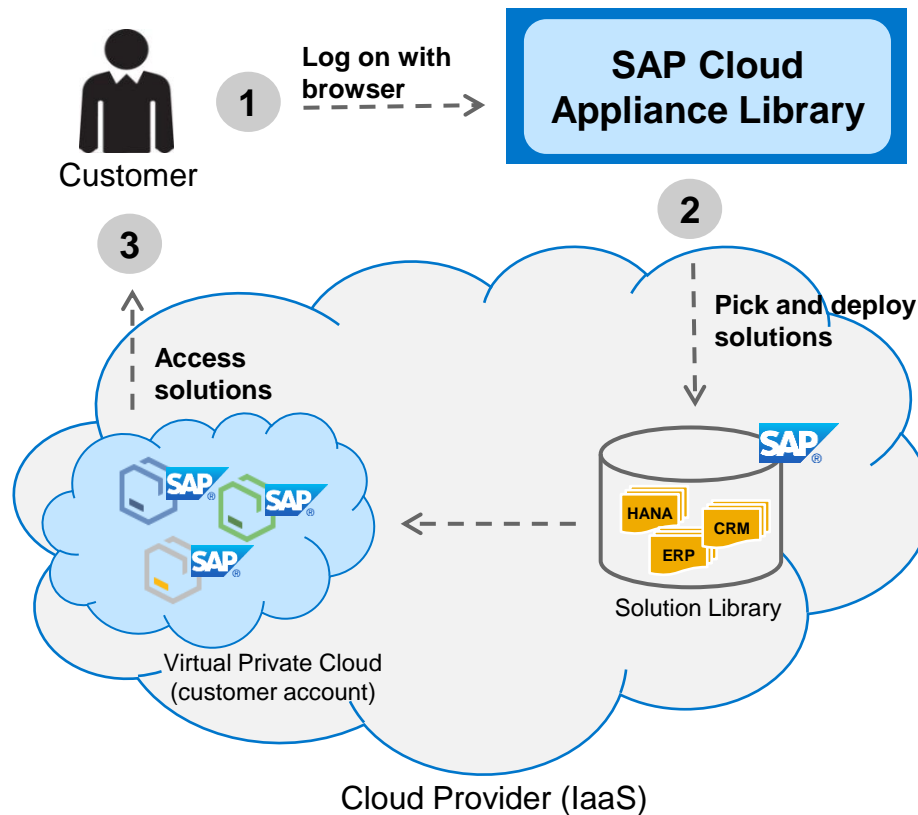 1
Log on with
browser
SAP Cloud
Appliance Library
Customer
2
3
Pick and deploy
solutions
Access
solutions
SAP
®
SAP
®
SAP
®
SAP
®
HANA
CRM
ERP
Solution Library
Virtual Private Cloud
(customer account)
Cloud Provider (IaaS)